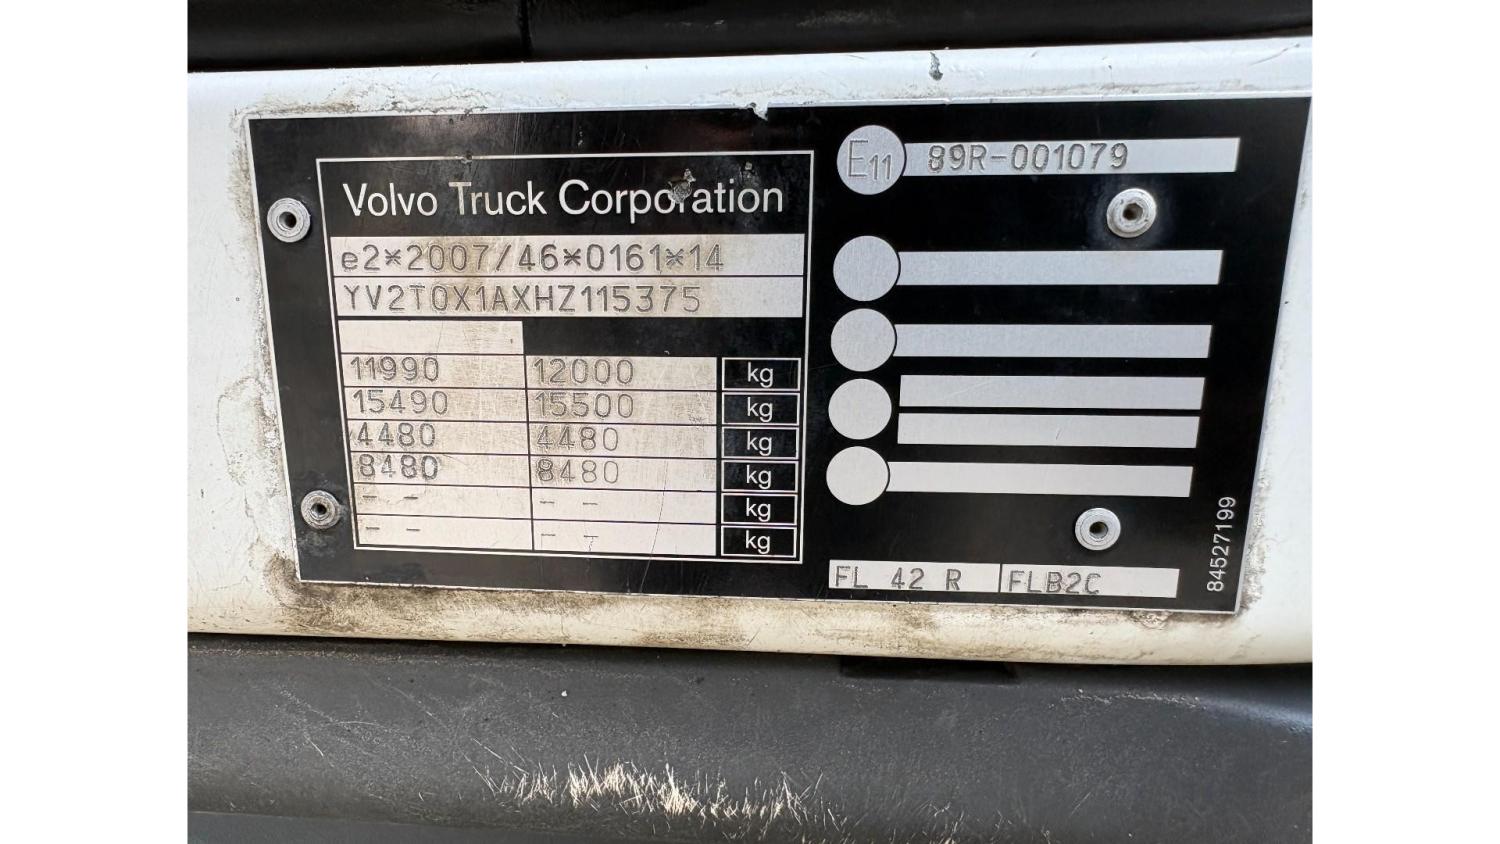 Volvo Truck Corporation
e2*2007/46*0161*14
YV2T0X1AXHZ115375
11990 12000 kg
15490 15500 kg
4480 4480 kg
8480 8480 kg
- - - - kg
- - - - kg
E11 89R-001079
FL 42 R FLB2C
84527199